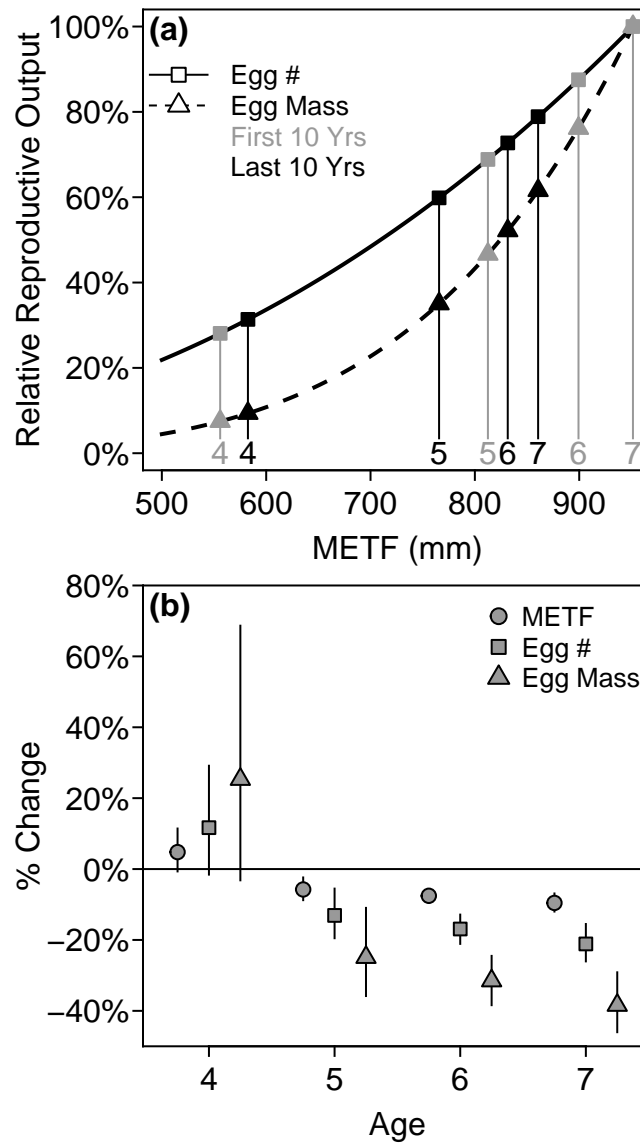 (a)
Relative Reproductive Output
100%
80%
60%
40%
20%
0%
Egg #
Egg Mass
First 10 Yrs
Last 10 Yrs
4 4 5 5 6 7 6 7
500 600 700 800 900
METF (mm)
(b)
% Change
80%
60%
40%
20%
0%
−20%
−40%
METF
Egg #
Egg Mass
4 5 6 7
Age